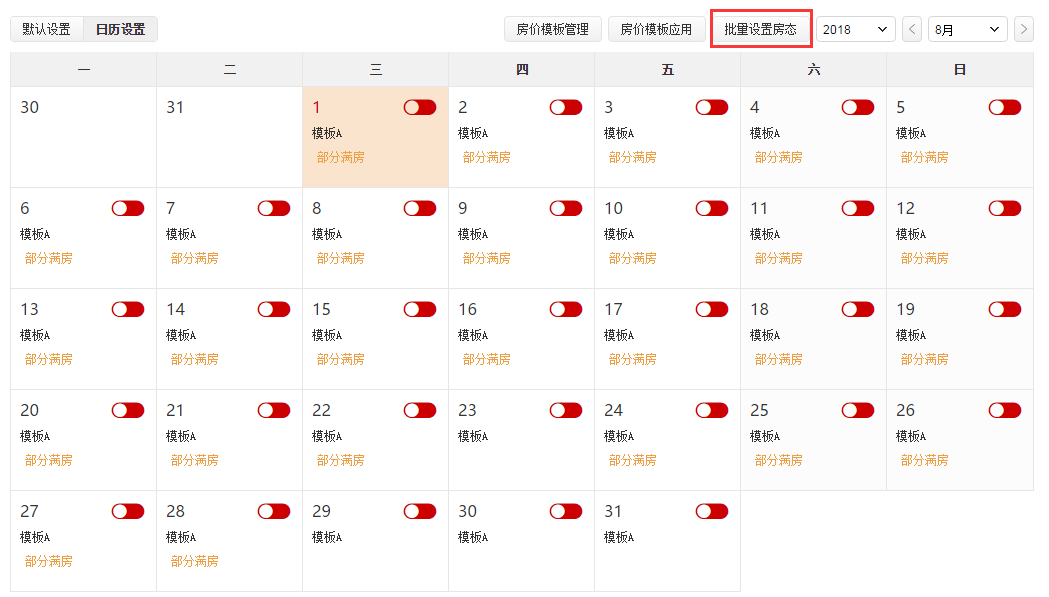 默认设置 日历设置 房价模板管理 房价模板应用 批量设置房态 2018 8月
一 二 三 四 五 六 日
30 31 1 2 3 4 5
模板A 模板A 模板A 模板A 模板A
部分满房 部分满房 部分满房 部分满房 部分满房
6 7 8 9 10 11 12
模板A 模板A 模板A 模板A 模板A 模板A 模板A
部分满房 部分满房 部分满房 部分满房 部分满房 部分满房 部分满房
13 14 15 16 17 18 19
模板A 模板A 模板A 模板A 模板A 模板A 模板A
部分满房 部分满房 部分满房 部分满房 部分满房 部分满房 部分满房
20 21 22 23 24 25 26
模板A 模板A 模板A 模板A 模板A 模板A 模板A
部分满房 部分满房 部分满房 部分满房 部分满房 部分满房
27 28 29 30 31
模板A 模板A 模板A 模板A 模板A
部分满房 部分满房